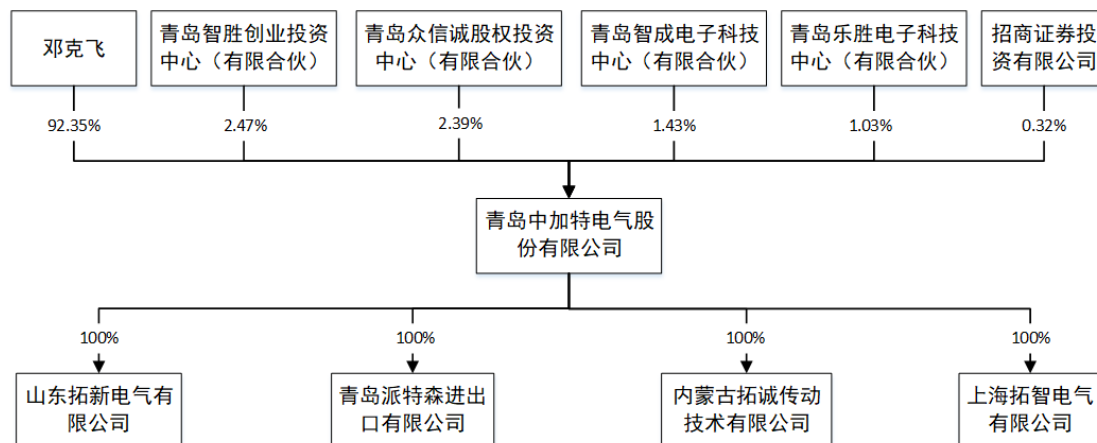 邓克飞
青岛智胜创业投资
中心（有限合伙）
青岛众信诚股权投资
中心（有限合伙）
青岛智成电子科技
中心（有限合伙）
青岛乐胜电子科技
中心（有限合伙）
招商证券投
资有限公司
92.35%
2.47%
2.39%
1.43%
1.03%
0.32%
青岛中加特电气股
份有限公司
100%
100%
100%
100%
山东拓新电气有
限公司
青岛派特森进出
口有限公司
内蒙古拓诚传动
技术有限公司
上海拓智电气
有限公司